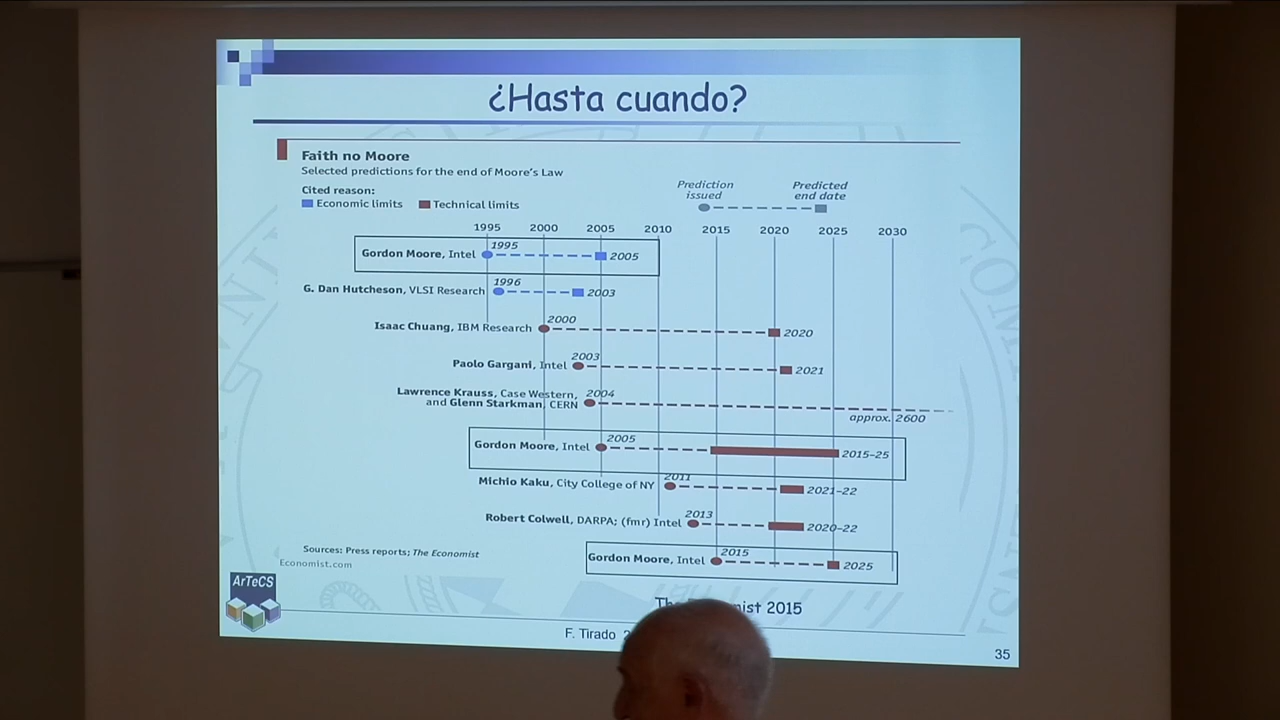 ¿Hasta cuando?
Faith no Moore
Selected predictions for the end of Moore's Law
Cited reason:
Economic limits Technical limits
Prediction issued
Predicted end date
1995 2000 2005 2010 2015 2020 2025 2030
Gordon Moore, Intel 1995 2005
G. Dan Hutcheson, VLSI Research 1996 2003
Isaac Chuang, IBM Research 2000 2020
Paolo Gargani, Intel 2003 2021
Lawrence Krauss, Case Western,
and Glenn Starkman, CERN 2004 approx. 2600
Gordon Moore, Intel 2005 2015–25
Michio Kaku, City College of NY 2011 2021–22
Robert Colwell, DARPA; (fmr) Intel 2013 2020–22
Gordon Moore, Intel 2015 2025
Sources: Press reports; The Economist
Economist.com
ArTeCS
2015
F. Tirado
35